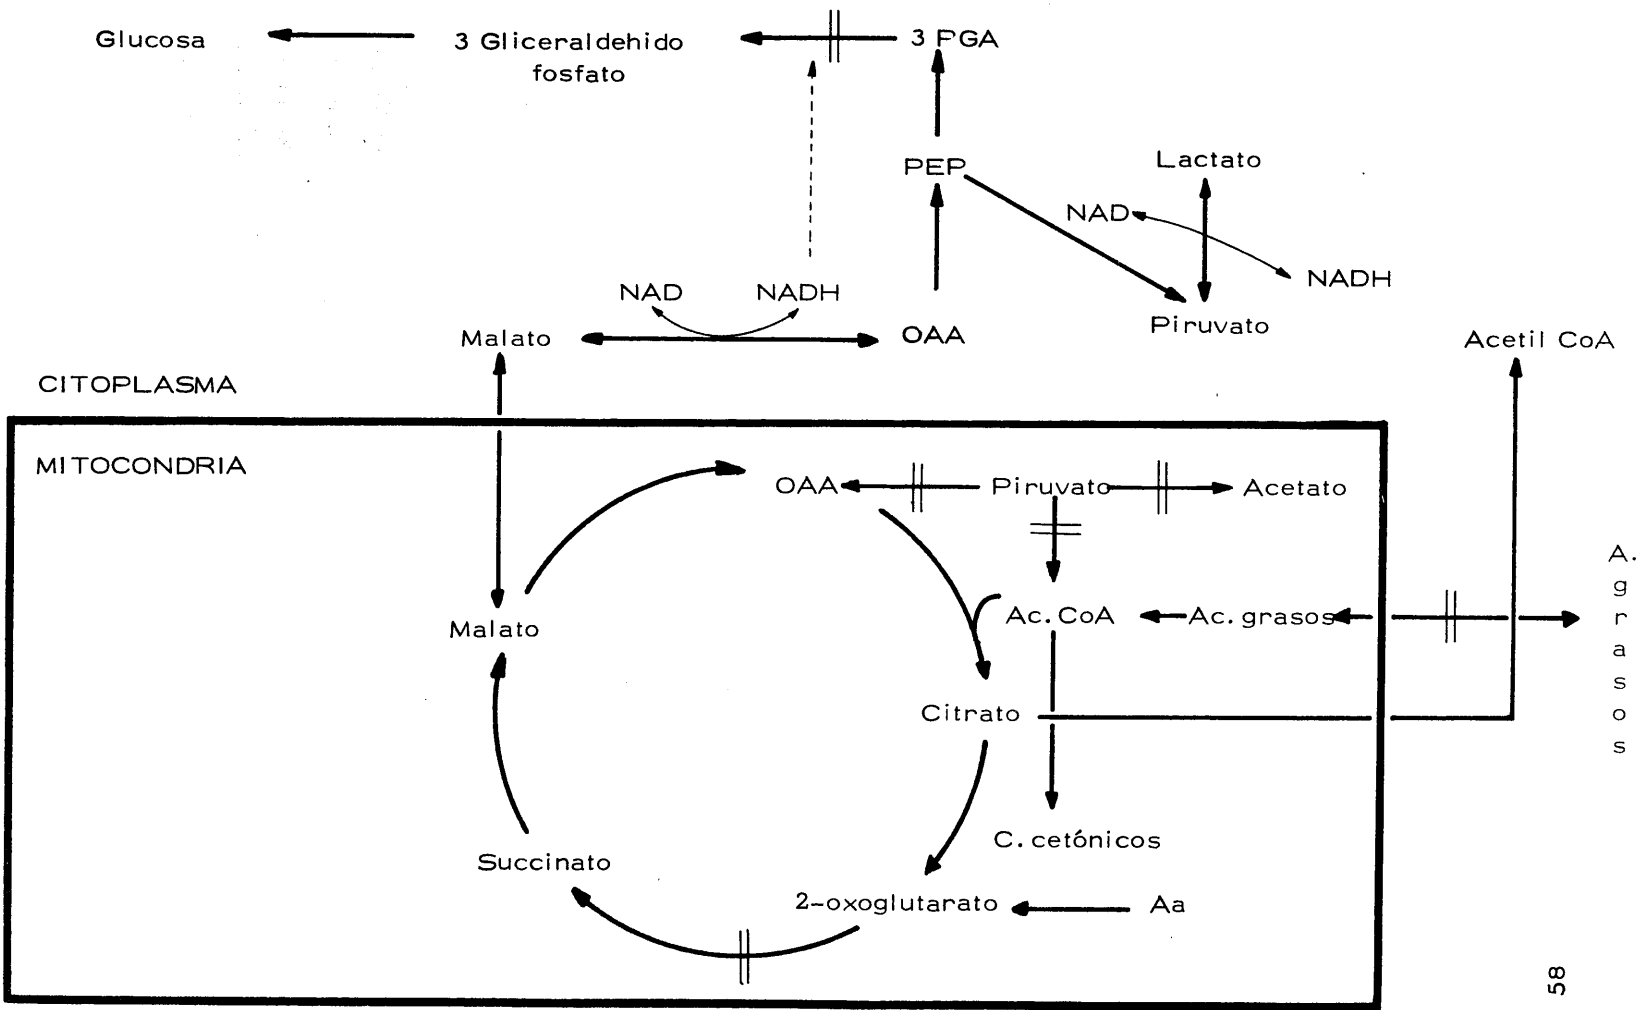 Glucosa
3 Gliceraldehido
fosfato
3 PGA
PEP
Lactato
NAD
NADH
Piruvato
NAD
NADH
Malato
OAA
Acetil CoA
CITOPLASMA
MITOCONDRIA
OAA
Piruvato
Acetato
Malato
Ac. CoA
Ac. grasos
A.
g
r
a
s
o
s
Citrato
C. cetónicos
Succinato
2-oxoglutarato
Aa
58